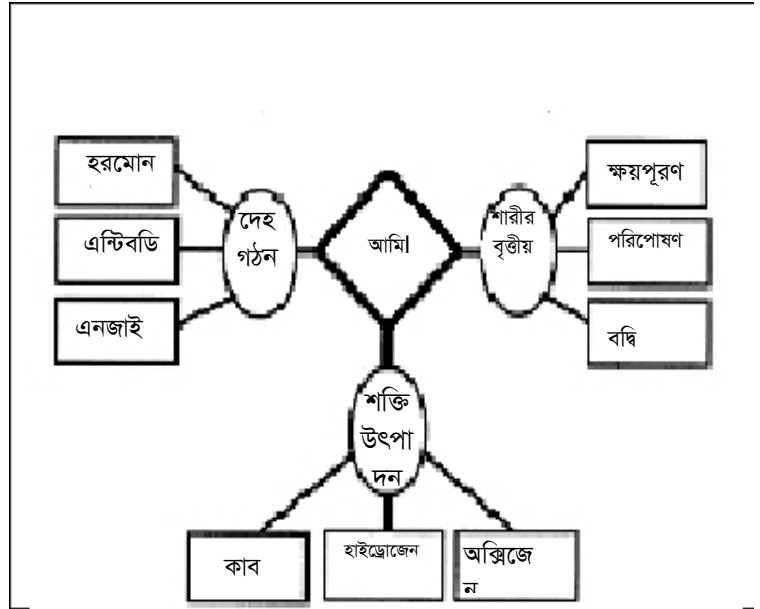 হরমোন
এন্টিবডি
এনজাই
দেহ
গঠন
আমি।
শারীর
বৃত্তীয়
ক্ষয়পূরণ
পরিপোষণ
বদ্ধি
শক্তি
উৎপা
দন
কাব
হাইড্রোজেন
অক্সিজে
ন